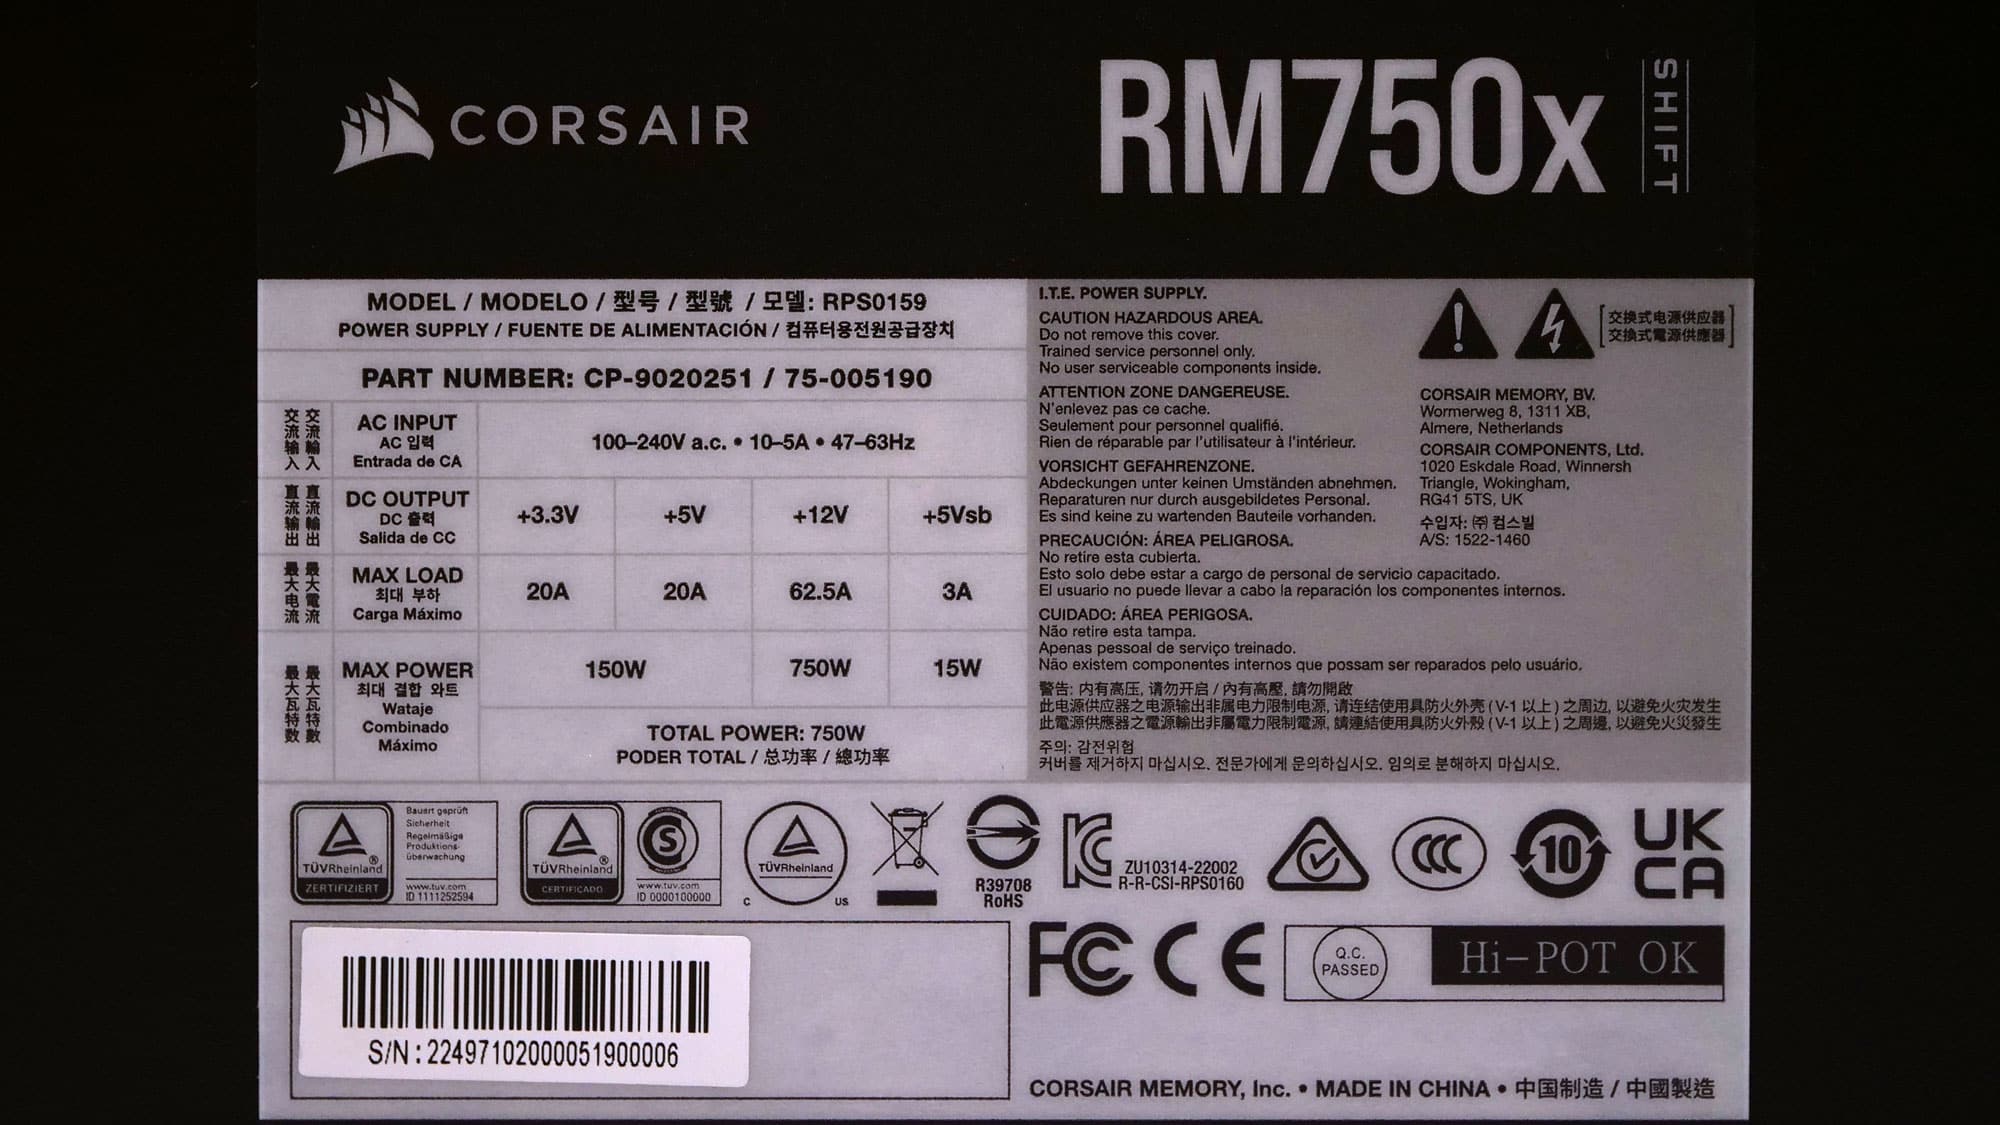 CORSAIR
RM750x
SHIFT
MODEL / MODELO / 型号 / 型號 / 모델: RPS0159
POWER SUPPLY / FUENTE DE ALIMENTACIÓN / 컴퓨터용전원공급장치
PART NUMBER: CP-9020251 / 75-005190
交流输入 交流輸入
AC INPUT
AC 입력
Entrada de CA
100–240V a.c. • 10–5A • 47–63Hz
直流输出 直流輸出
DC OUTPUT
DC 출력
Salida de CC
+3.3V +5V +12V +5Vsb
最大电流 最大電流
MAX LOAD
최대 부하
Carga Máximo
20A 20A 62.5A 3A
最大瓦特数 最大瓦特數
MAX POWER
최대 결합 와트
Wataje
Combinado
Máximo
150W 750W 15W
TOTAL POWER: 750W
PODER TOTAL / 总功率 / 總功率
I.T.E. POWER SUPPLY.
CAUTION HAZARDOUS AREA.
Do not remove this cover.
Trained service personnel only.
No user serviceable components inside.
ATTENTION ZONE DANGEREUSE.
N'enlevez pas ce cache.
Seulement pour personnel qualifié.
Rien de réparable par l'utilisateur à l'intérieur.
VORSICHT GEFAHRENZONE.
Abdeckungen unter keinen Umständen abnehmen.
Reparaturen nur durch ausgebildetes Personal.
Es sind keine zu wartenden Bauteile vorhanden.
PRECAUCIÓN: ÁREA PELIGROSA.
No retire esta cubierta.
Esto solo debe estar a cargo de personal de servicio capacitado.
El usuario no puede llevar a cabo la reparación los componentes internos.
CUIDADO: ÁREA PERIGOSA.
Não retire esta tampa.
Apenas pessoal de serviço treinado.
Não existem componentes internos que possam ser reparados pelo usuário.
警告: 内有高压, 请勿开启 / 內有高壓, 請勿開啟
此电源供应器之电源输出非属电力限制电源, 请连结使用具防火外壳 (V-1 以上) 之周边, 以避免火灾发生
此電源供應器之電源輸出非屬電力限制電源, 請連結使用具防火外殼 (V-1 以上) 之周邊, 以避免火災發生
주의: 감전위험
커버를 제거하지 마십시오. 전문가에게 문의하십시오. 임의로 분해하지 마십시오.
交换式电源供应器
交換式電源供應器
CORSAIR MEMORY, BV.
Wormerweg 8, 1311 XB,
Almere, Netherlands
CORSAIR COMPONENTS, Ltd.
1020 Eskdale Road, Winnersh
Triangle, Wokingham,
RG41 5TS, UK
수입자: ㈜ 컴스빌
A/S: 1522-1460
TÜVRheinland®
ZERTIFIZIERT
Bauart geprüft
Sicherheit
Regelmäßige
Produktions-
überwachung
www.tuv.com
ID 1111252594
TÜVRheinland®
CERTIFICADO
S
www.tuv.com
ID 0000100000
TÜVRheinland
C US
R39708
RoHS
KC
ZU10314-22002
R-R-CSI-RPS0160
CCC
10
UK
CA
FC CE
Q.C.
PASSED
Hi-POT OK
S/N:22497102000051900006
CORSAIR MEMORY, Inc. • MADE IN CHINA • 中国制造 / 中國製造